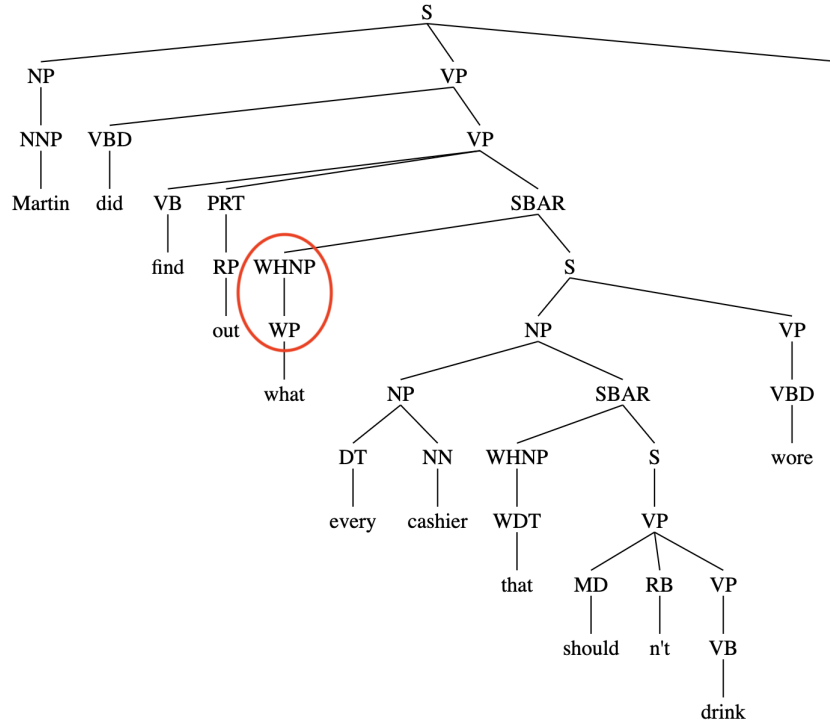 S
NP VP
NNP VBD VP
Martin did VB PRT SBAR
find RP WHNP S
out WP NP VP
what NP SBAR VBD
DT NN WHNP S wore
every cashier WDT VP
that MD RB VP
should n't VB
drink